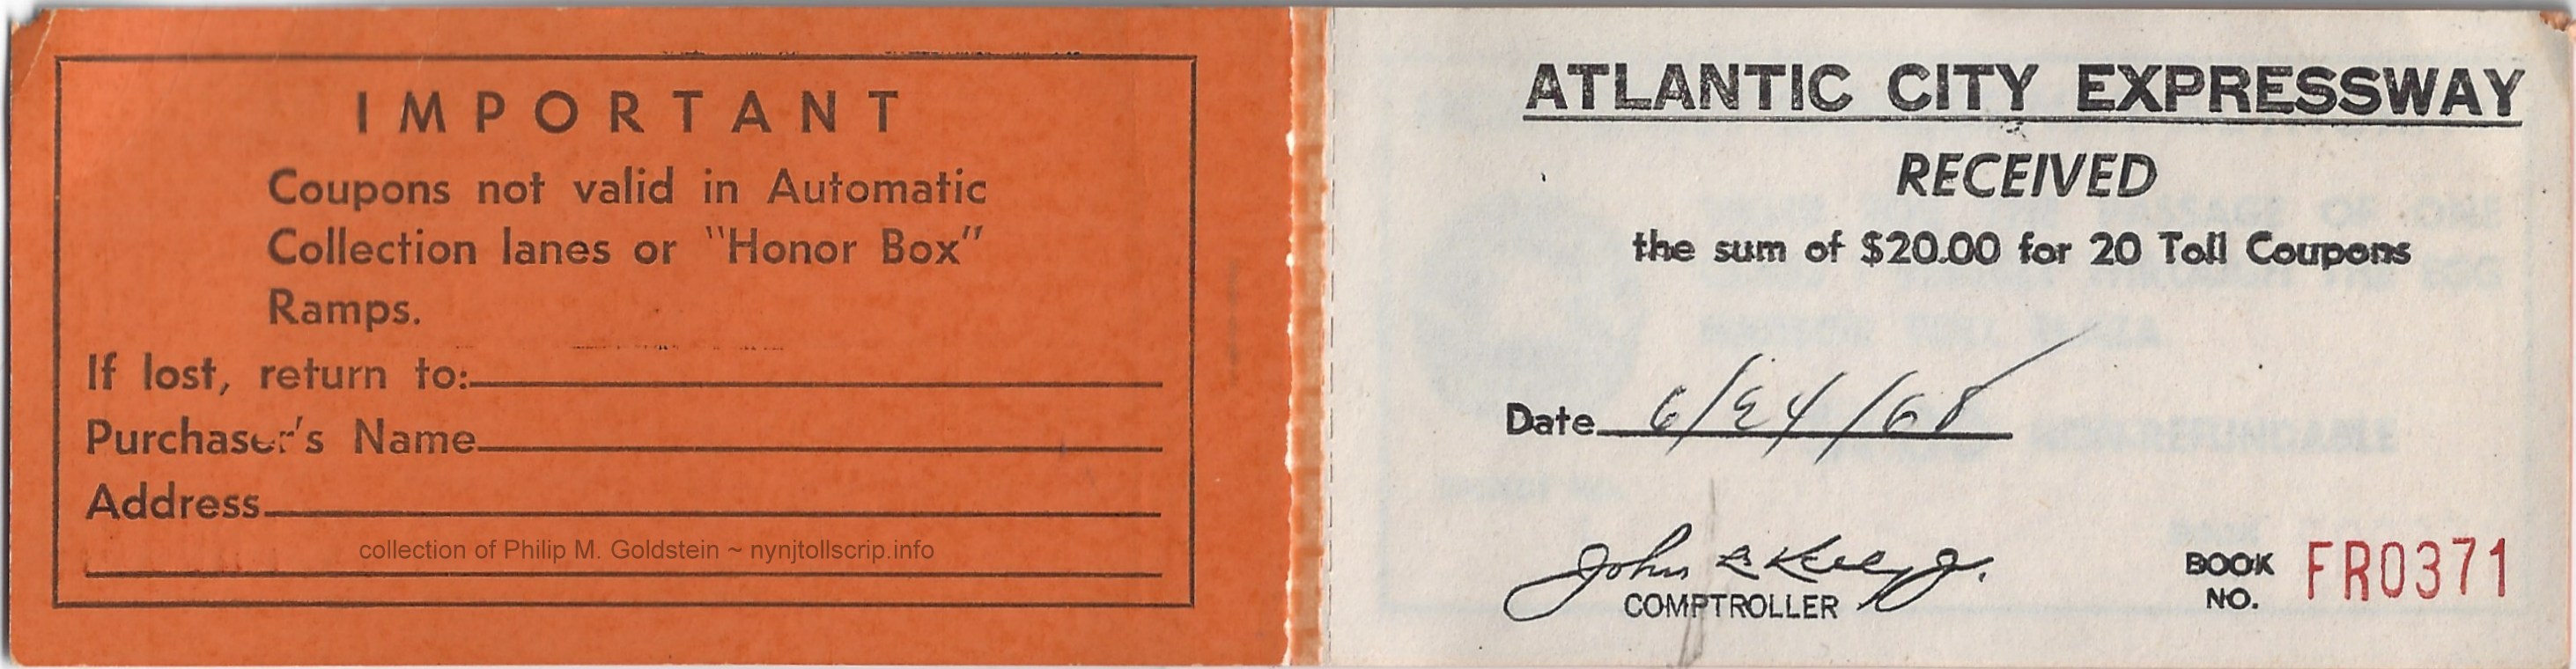 IMPORTANT
Coupons not valid in Automatic
Collection lanes or "Honor Box"
Ramps.
If lost, return to:
Purchaser's Name
Address
collection of Philip M. Goldstein ~ nynjtollscrip.info
ATLANTIC CITY EXPRESSWAY
RECEIVED
the sum of $20.00 for 20 Toll Coupons
Date 6/24/68
John
COMPTROLLER
BOOK
NO. FR0371